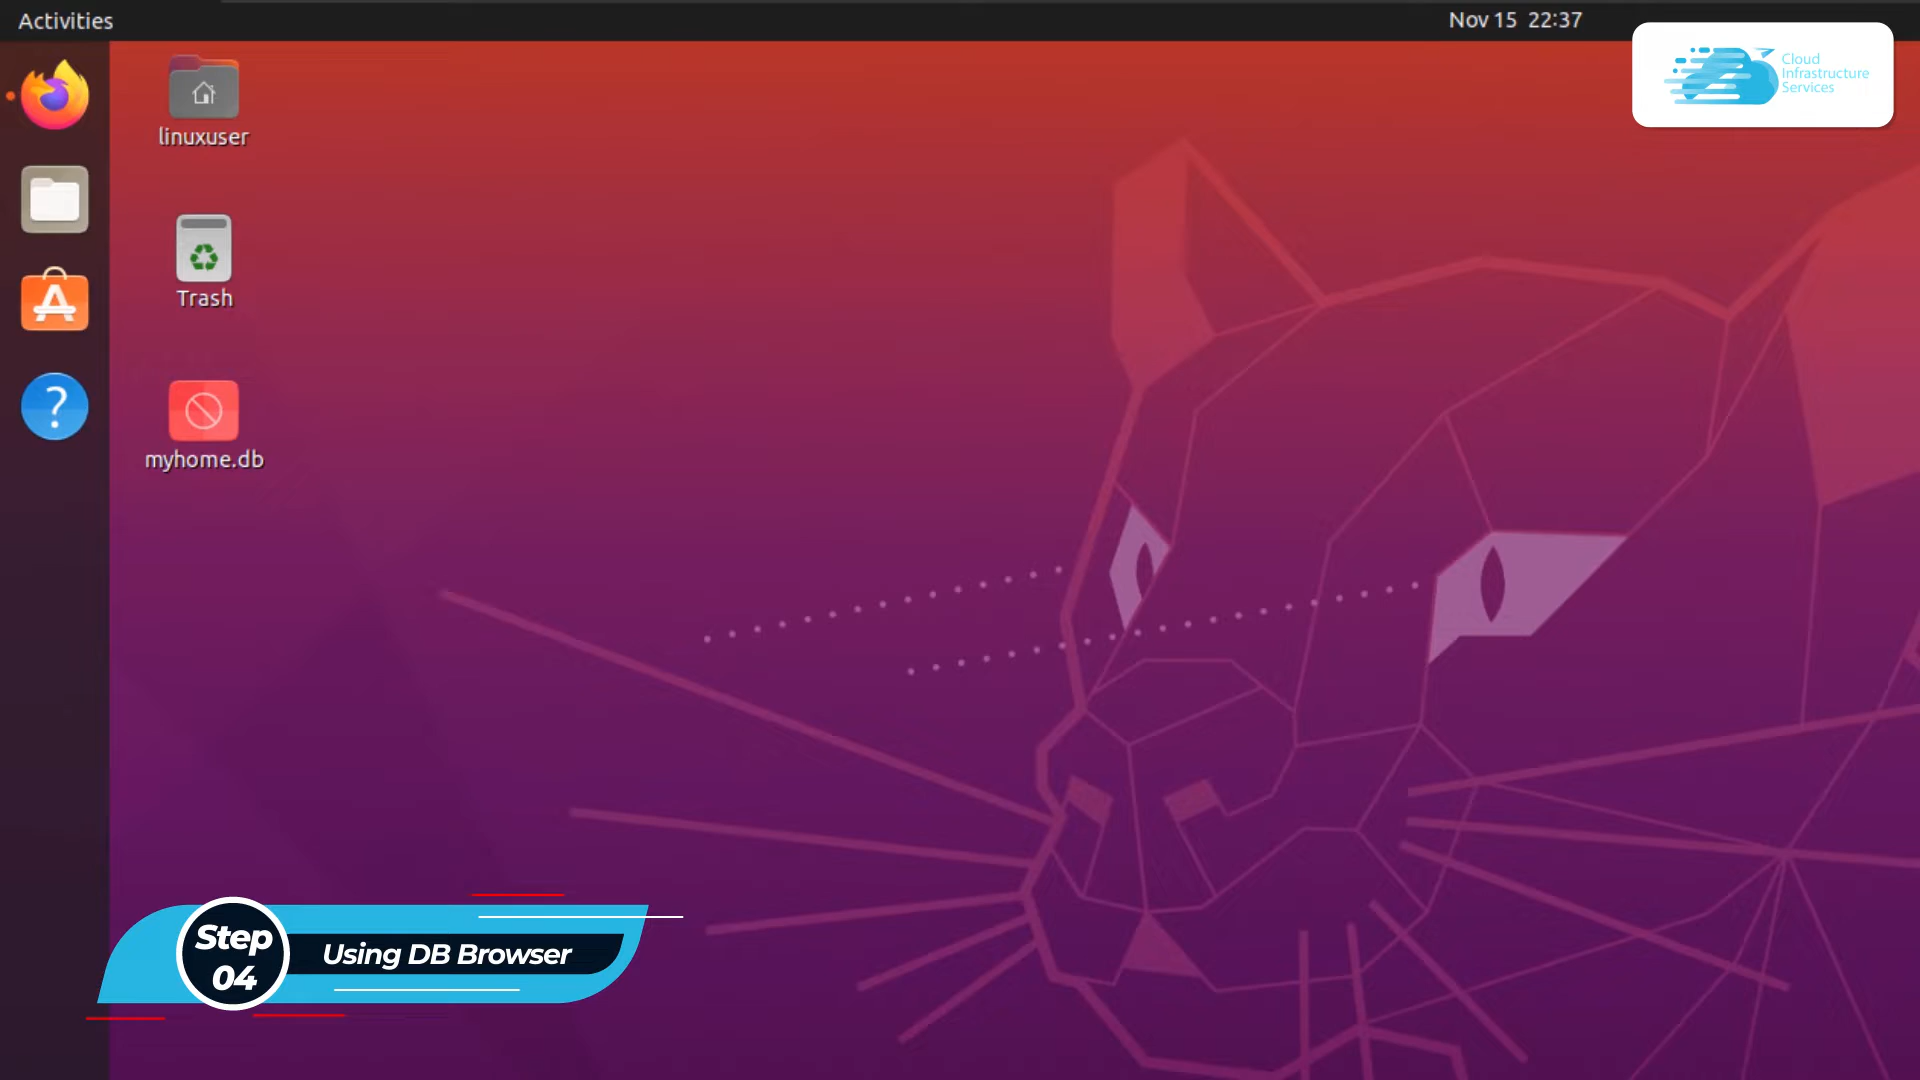 Activities
Nov 15 22:37
Cloud
Infrastructure
Services
linuxuser
Trash
?
myhome.db
Step
04
Using DB Browser